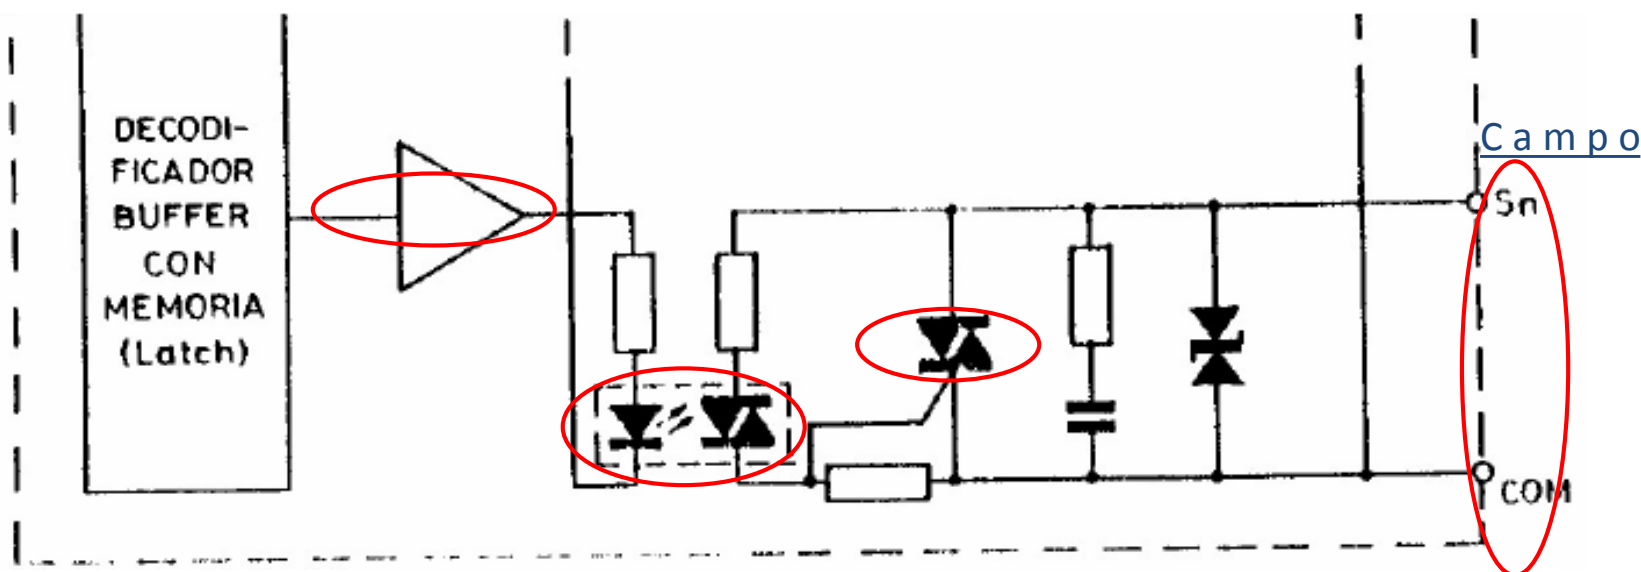 DECODI-
FICADOR
BUFFER
CON
MEMORIA
(Latch)
Campo
Sn
COM